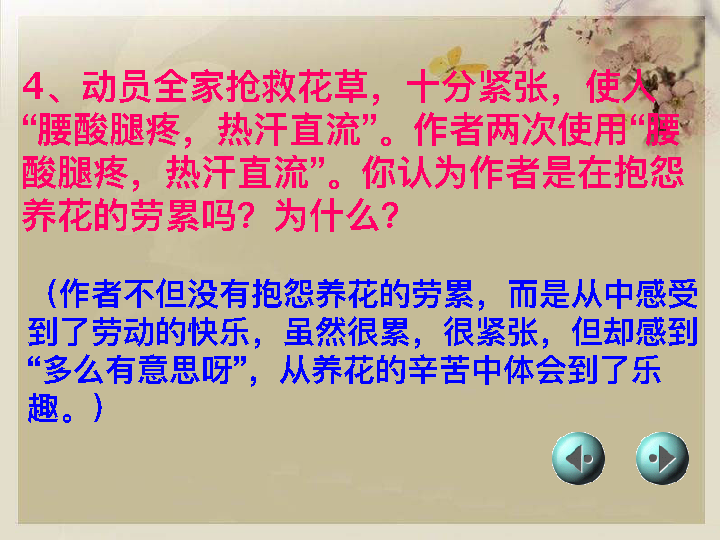 4、动员全家抢救花草，十分紧张，使人
“腰酸腿疼，热汗直流”。作者两次使用“腰
酸腿疼，热汗直流”。你认为作者是在抱怨
养花的劳累吗？为什么？
（作者不但没有抱怨养花的劳累，而是从中感受
到了劳动的快乐，虽然很累，很紧张，但却感到
“多么有意思呀”，从养花的辛苦中体会到了乐
趣。）